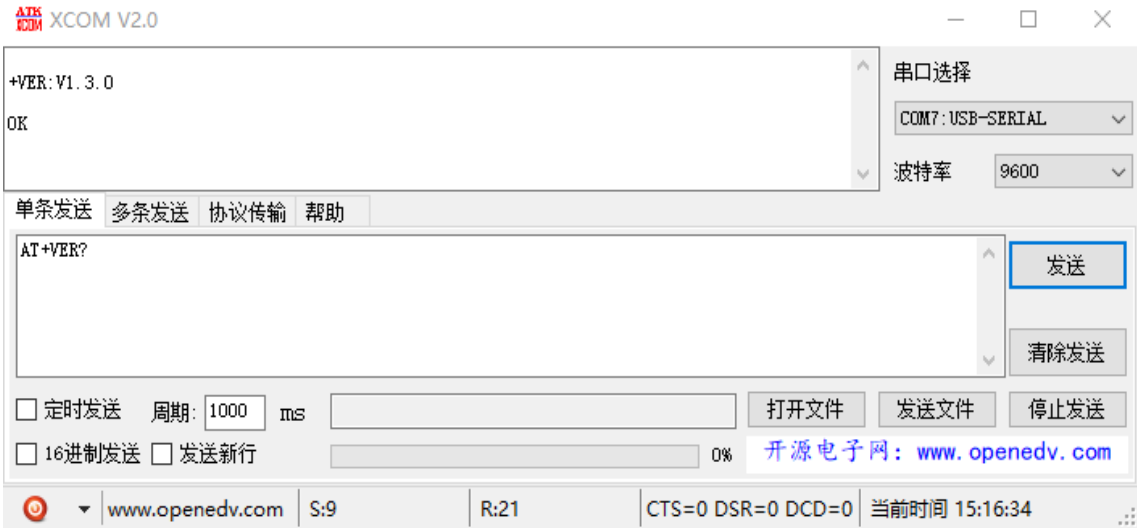 ATK XCOM XCOM V2.0
+VER:V1.3.0
OK
串口选择
COM7:USB-SERIAL
波特率 9600
单条发送 多条发送 协议传输 帮助
AT+VER?
发送
清除发送
定时发送 周期: 1000 ms 打开文件 发送文件 停止发送
16进制发送 发送新行 0% 开源电子网：www.openedv.com
www.openedv.com S:9 R:21 CTS=0 DSR=0 DCD=0 当前时间 15:16:34